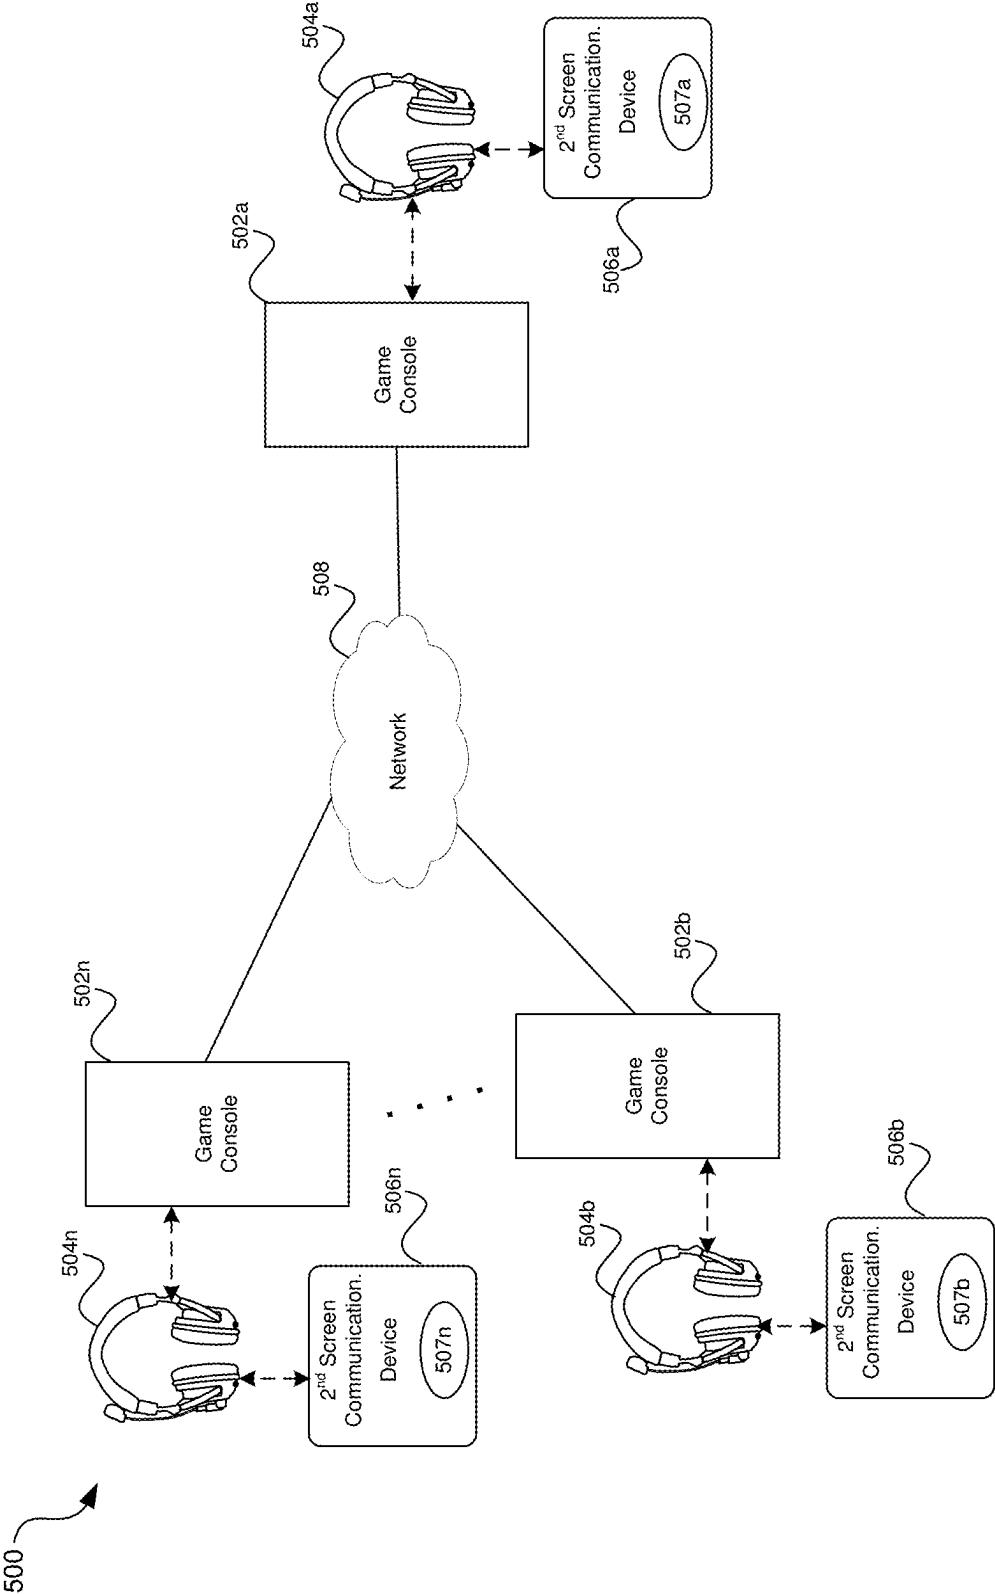 500
504n
502n
Game
Console
506n
2nd Screen
Communication.
Device
507n
508
Network
502a
Game
Console
504a
2nd Screen
Communication.
Device
507a
506a
502b
Game
Console
504b
506b
2nd Screen
Communication.
Device
507b